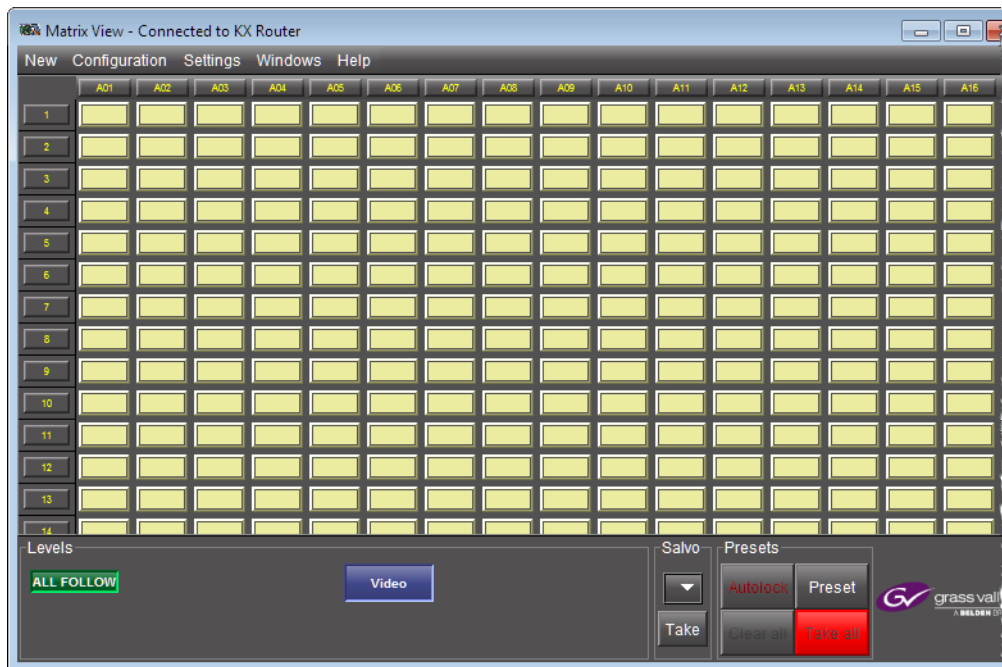 Matrix View - Connected to KX Router
New Configuration Settings Windows Help
A01 A02 A03 A04 A05 A06 A07 A08 A09 A10 A11 A12 A13 A14 A15 A16
1
2
3
4
5
6
7
8
9
10
11
12
13
14
Levels Salvo Presets
ALL FOLLOW Video Autolock Preset
grass vall
A BELDEN
Take Clear all Take all